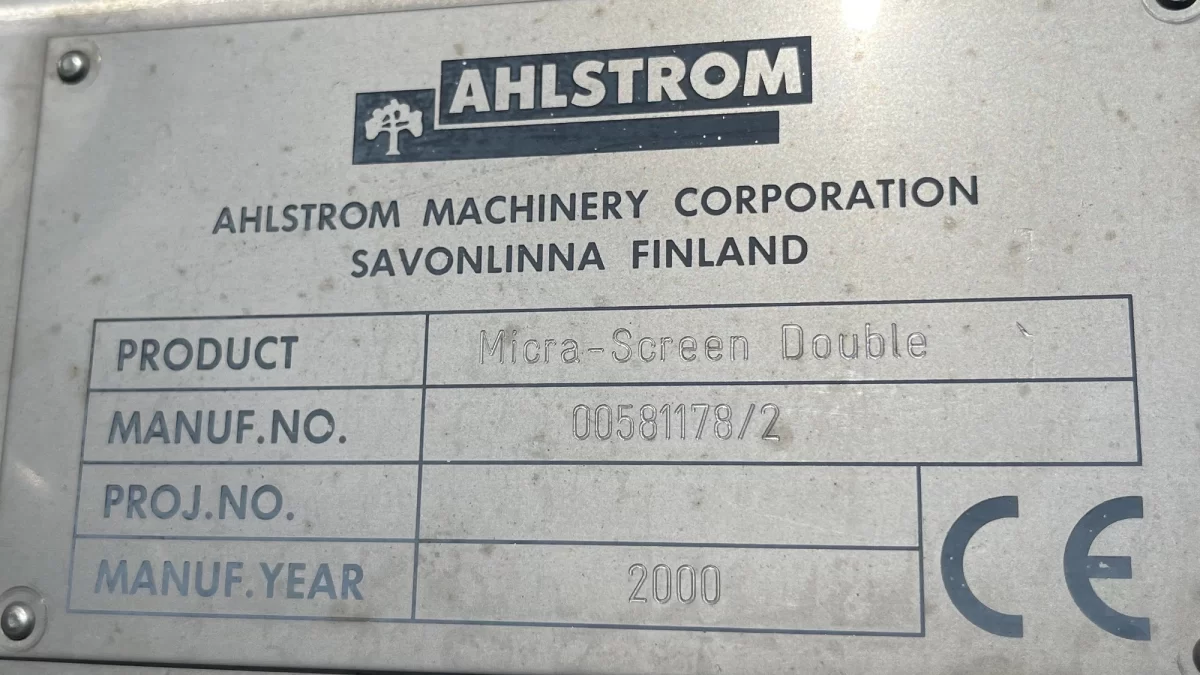 AHLSTROM
AHLSTROM MACHINERY CORPORATION
SAVONLINNA FINLAND
PRODUCT Micra-Screen Double
MANUF.NO. 00581178/2
PROJ.NO.
MANUF.YEAR 2000
CE